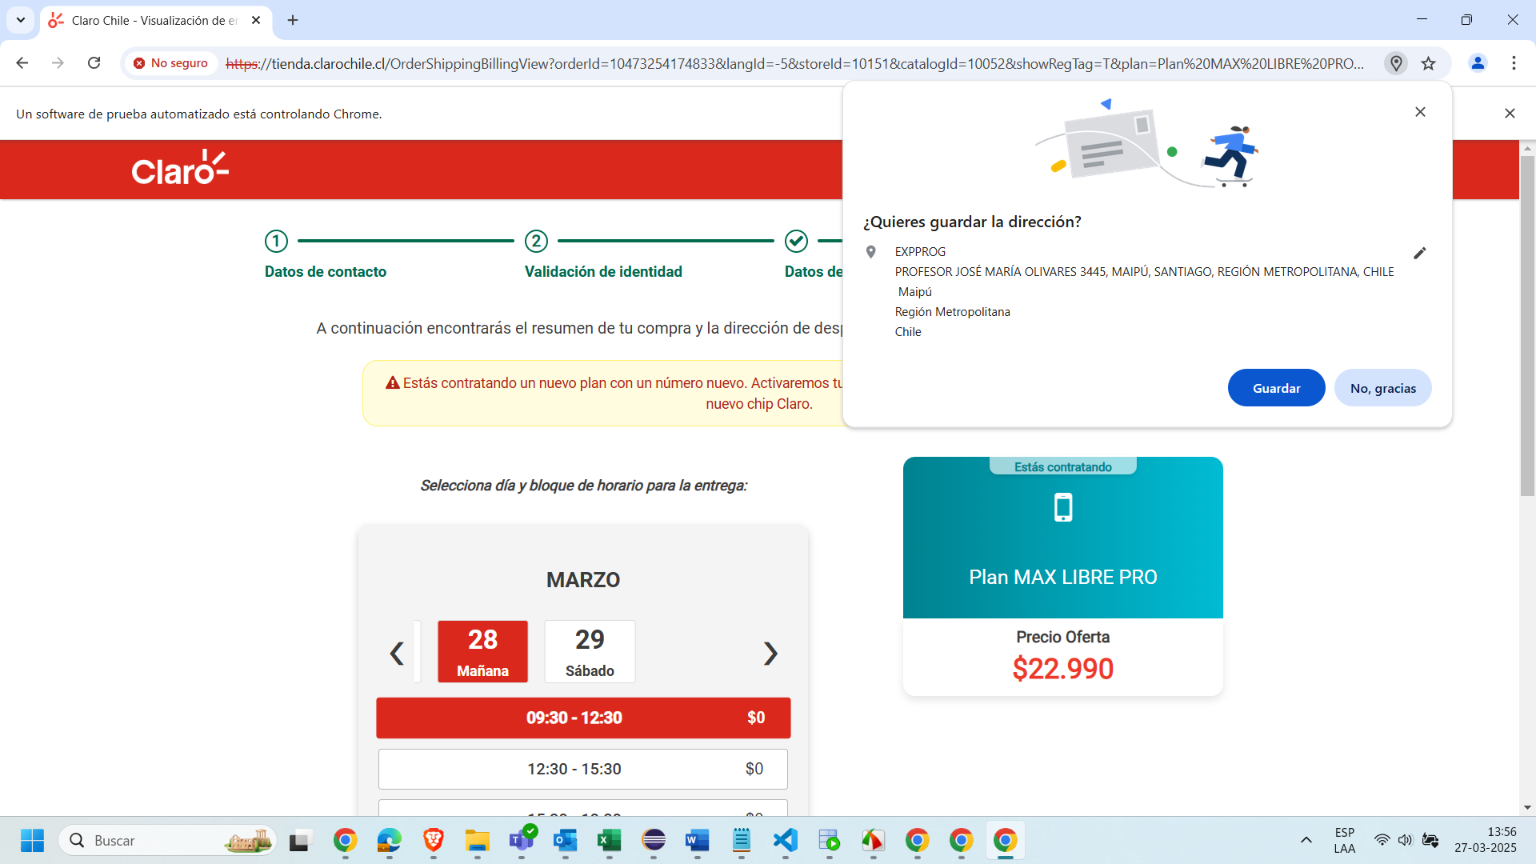 Claro Chile - Visualización de e
No seguro
https://tienda.clarochile.cl/OrderShippingBillingView?orderId=10473254174833&langId=-5&storeId=10151&catalogId=10052&showRegTag=T&plan=Plan%20MAX%20LIBRE%20PRO...
Un software de prueba automatizado está controlando Chrome.
Claro
¿Quieres guardar la dirección?
EXPPROG
PROFESOR JOSÉ MARÍA OLIVARES 3445, MAIPÚ, SANTIAGO, REGIÓN METROPOLITANA, CHILE
Maipú
Región Metropolitana
Chile
Guardar
No, gracias
1
2
Datos de contacto
Validación de identidad
Datos de
A continuación encontrarás el resumen de tu compra y la dirección de desp
Estás contratando un nuevo plan con un número nuevo. Activaremos tu
nuevo chip Claro.
Selecciona día y bloque de horario para la entrega:
MARZO
28
Mañana
29
Sábado
09:30 - 12:30 $0
12:30 - 15:30 $0
Estás contratando
Plan MAX LIBRE PRO
Precio Oferta
$22.990
Buscar
ESP
LAA
13:56
27-03-2025